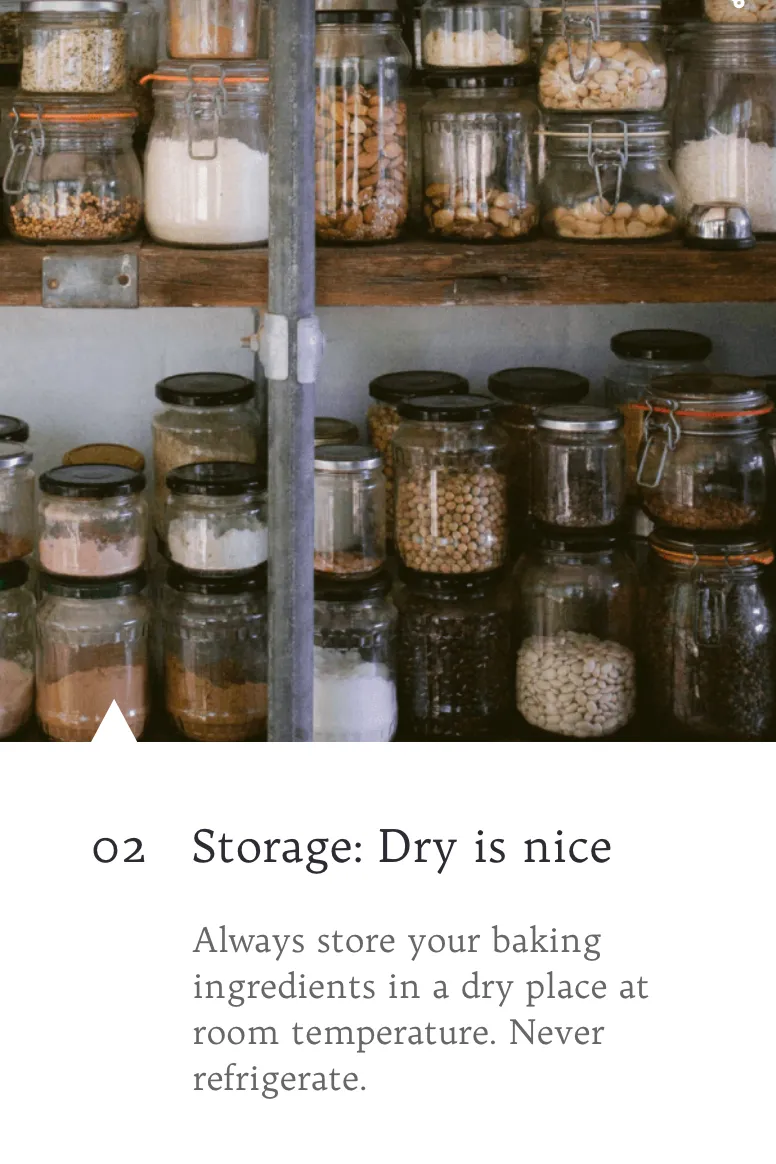 02 Storage: Dry is nice
Always store your baking
ingredients in a dry place at
room temperature. Never
refrigerate.